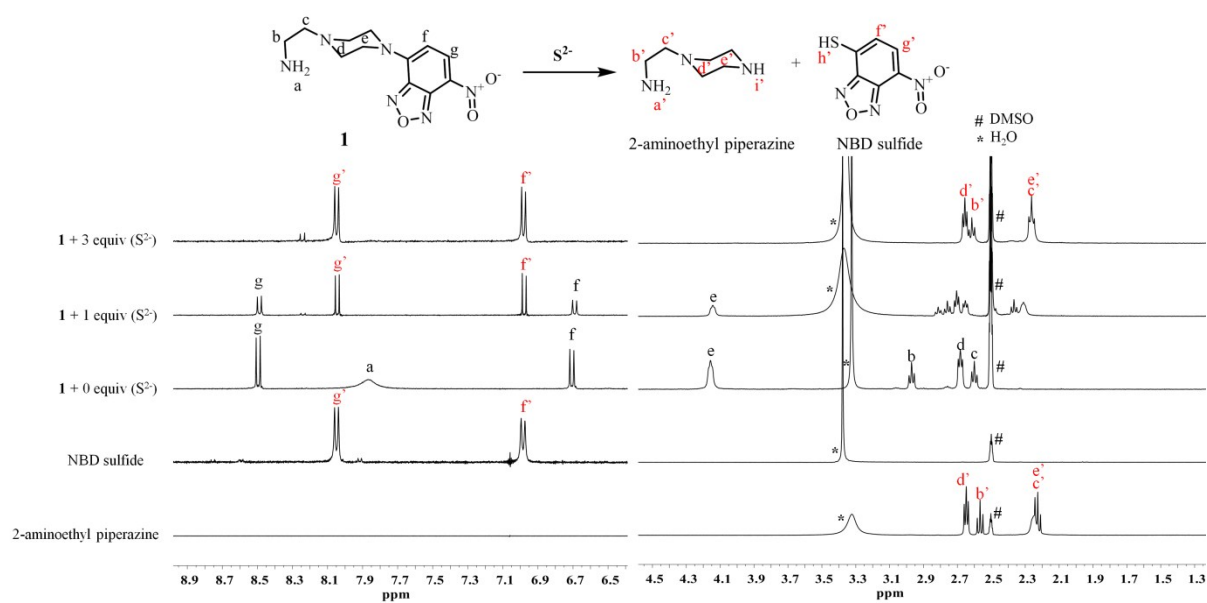 b
c
N
d
e
N
f
g
NH2
a
N
O
N
N+
O-
O
1
S2-
b'
c'
N
d'
e'
NH
i'
NH2
a'
2-aminoethyl piperazine
+
HS
h'
f'
g'
N
O
N
N+
O-
O
NBD sulfide
# DMSO
* H2O
1 + 3 equiv (S2-)
g'
f'
*
d'
b'
#
e'
c'
1 + 1 equiv (S2-)
g
g'
f'
f
e
*
#
1 + 0 equiv (S2-)
g
a
f
e
*
b
d
c
#
NBD sulfide
g'
f'
*
#
2-aminoethyl piperazine
*
d'
b'
#
e'
c'
8.9 8.7 8.5 8.3 8.1 7.9 7.7 7.5 7.3 7.1 6.9 6.7 6.5
ppm
4.5 4.3 4.1 3.9 3.7 3.5 3.3 3.1 2.9 2.7 2.5 2.3 2.1 1.9 1.7 1.5 1.3
ppm